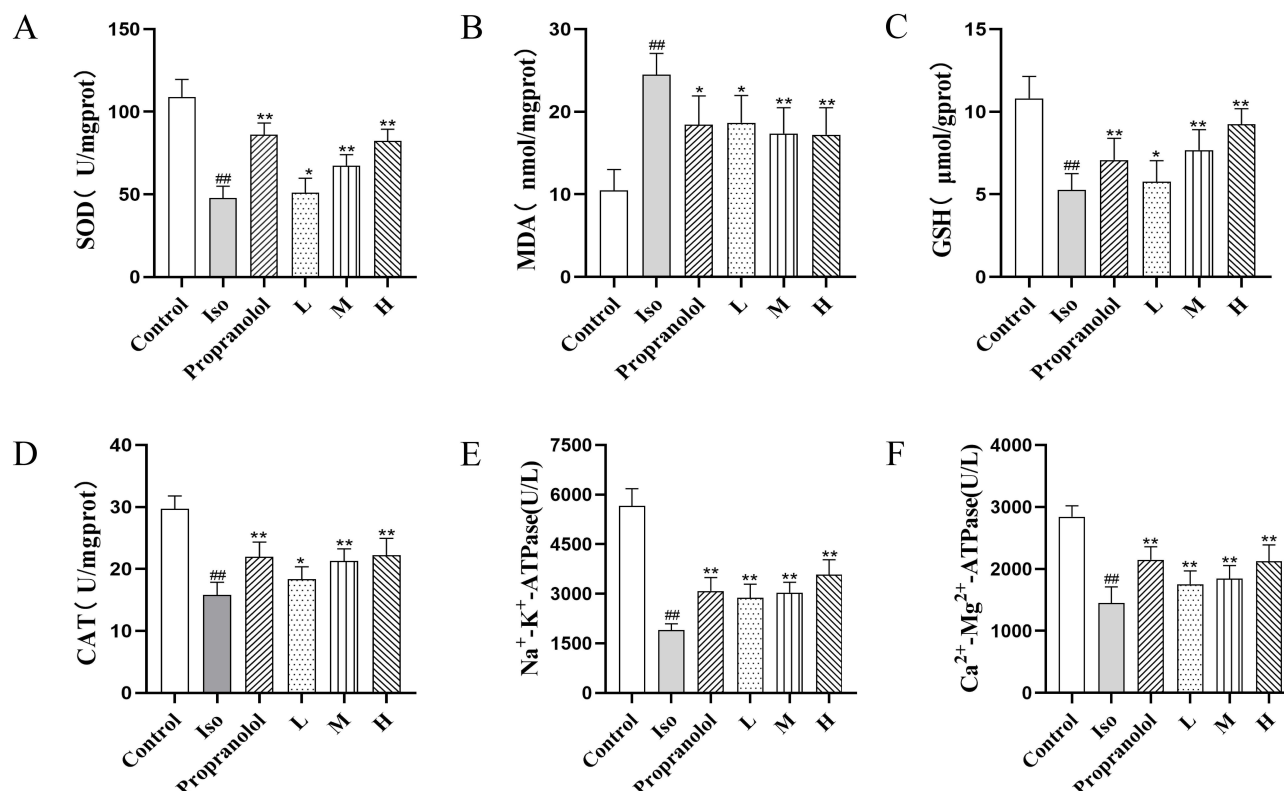 A
SOD( U/mgprot)
150
100
50
0
##
**
*
**
**
Control
Iso
Propranolol
L
M
H
B
MDA( nmol/mgprot)
30
20
10
0
##
*
*
**
**
Control
Iso
Propranolol
L
M
H
C
GSH( μmol/gprot)
15
10
5
0
##
**
*
**
**
Control
Iso
Propranolol
L
M
H
D
CAT( U/mgprot)
40
30
20
10
0
##
**
*
**
**
Control
Iso
Propranolol
L
M
H
E
Na⁺-K⁺-ATPase(U/L)
7500
6000
4500
3000
1500
0
##
**
**
**
**
Control
Iso
Propranolol
L
M
H
F
Ca²⁺-Mg²⁺-ATPase(U/L)
4000
3000
2000
1000
0
##
**
**
**
**
Control
Iso
Propranolol
L
M
H